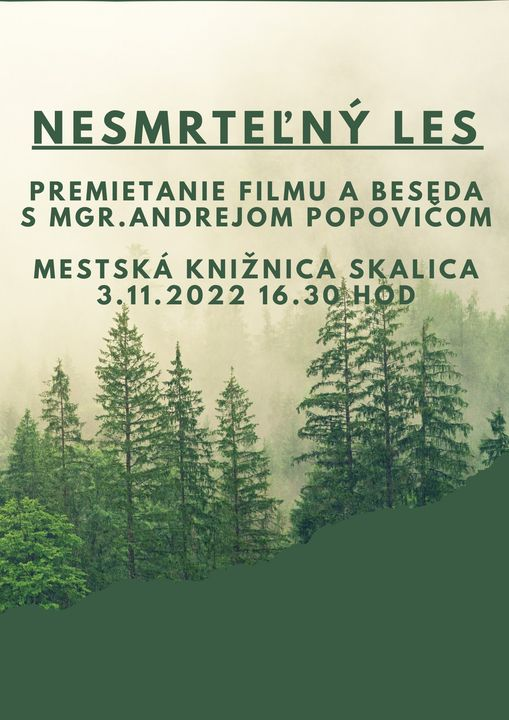 NESMRTEĽNÝ LES
PREMIETANIE FILMU A BESEDA
S MGR.ANDREJOM POPOVIČOM
MESTSKÁ KNIŽNICA SKALICA
3.11.2022 16.30 HOD